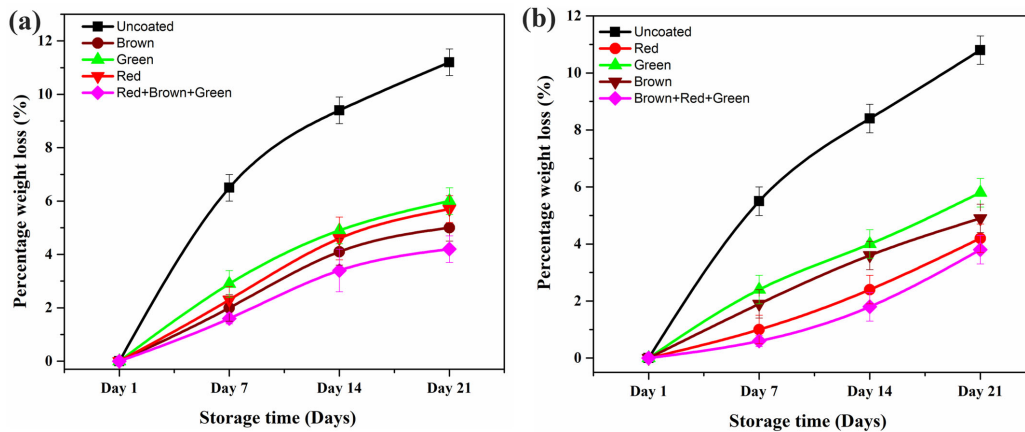 (a)
Uncoated
Brown
Green
Red
Red+Brown+Green
Percentage weight loss (%)
12
10
8
6
4
2
0
Day 1 Day 7 Day 14 Day 21
Storage time (Days)
(b)
Uncoated
Red
Green
Brown
Brown+Red+Green
Percentage weight loss (%)
12
10
8
6
4
2
0
Day 1 Day 7 Day 14 Day 21
Storage time (Days)